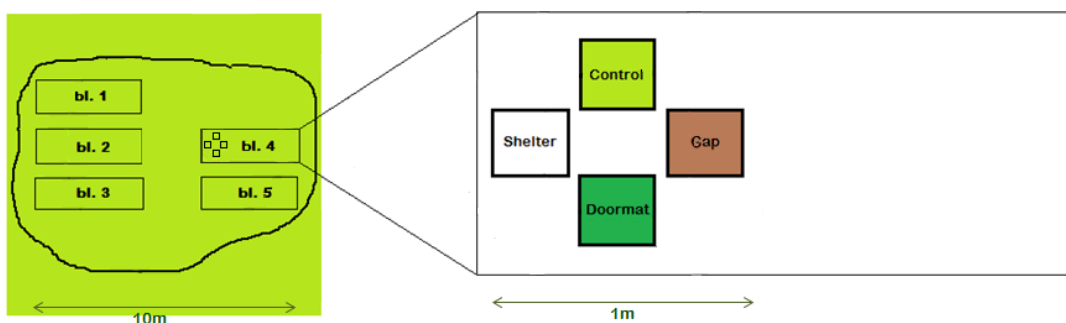 bl. 1
bl. 2
bl. 3
bl. 4
bl. 5
10m
Control
Shelter
Gap
Doormat
1m